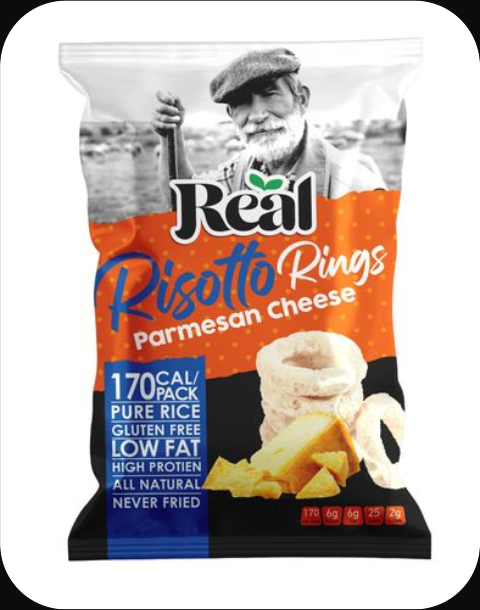 Real
Risotto Rings
Parmesan Cheese
170 CAL/
PACK
PURE RICE
GLUTEN FREE
LOW FAT
HIGH PROTIEN
ALL NATURAL
NEVER FRIED
170 6g 6g 25 2g